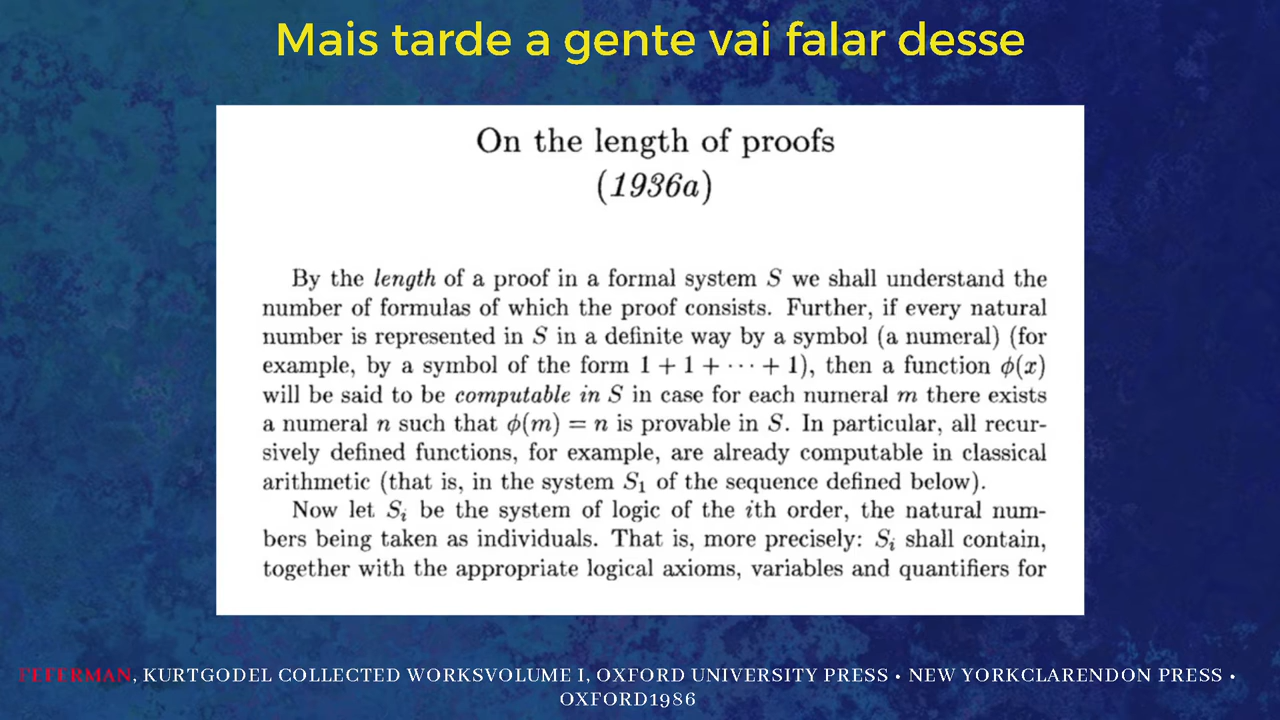 Mais tarde a gente vai falar desse
On the length of proofs
(1936a)
By the length of a proof in a formal system S we shall understand the
number of formulas of which the proof consists. Further, if every natural
number is represented in S in a definite way by a symbol (a numeral) (for
example, by a symbol of the form 1 + 1 + ··· + 1), then a function ϕ(x)
will be said to be computable in S in case for each numeral m there exists
a numeral n such that ϕ(m) = n is provable in S. In particular, all recur-
sively defined functions, for example, are already computable in classical
arithmetic (that is, in the system S₁ of the sequence defined below).
Now let Sᵢ be the system of logic of the ith order, the natural num-
bers being taken as individuals. That is, more precisely: Sᵢ shall contain,
together with the appropriate logical axioms, variables and quantifiers for
FEFERMAN, KURTGODEL COLLECTED WORKSVOLUME I, OXFORD UNIVERSITY PRESS • NEW YORKCLARENDON PRESS •
OXFORD1986